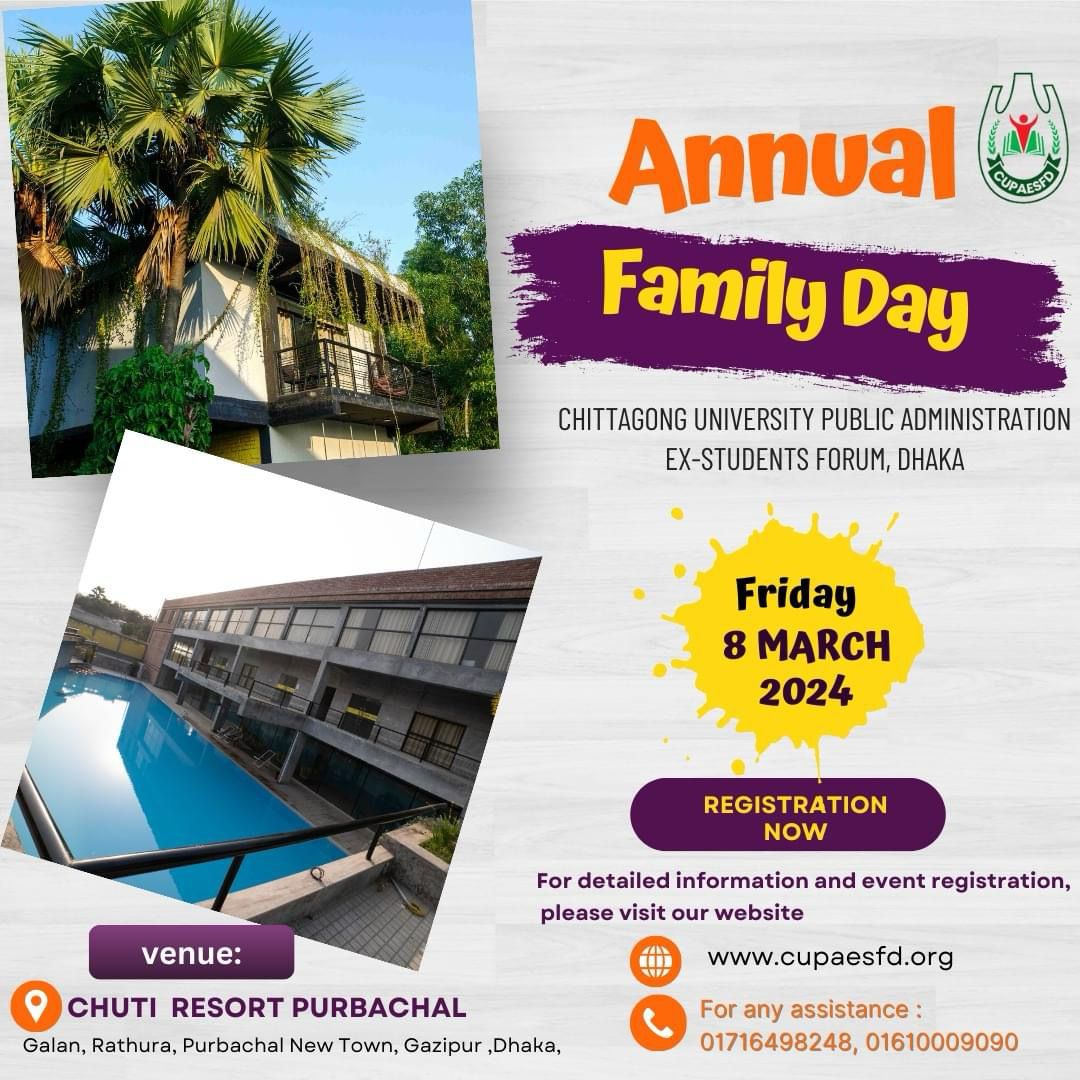 Annual
CUPAESFD
Family Day
CHITTAGONG UNIVERSITY PUBLIC ADMINISTRATION
EX-STUDENTS FORUM, DHAKA
Friday
8 MARCH
2024
REGISTRATION
NOW
For detailed information and event registration,
please visit our website
www.cupaesfd.org
For any assistance :
01716498248, 01610009090
venue:
CHUTI RESORT PURBACHAL
Galan, Rathura, Purbachal New Town, Gazipur ,Dhaka,